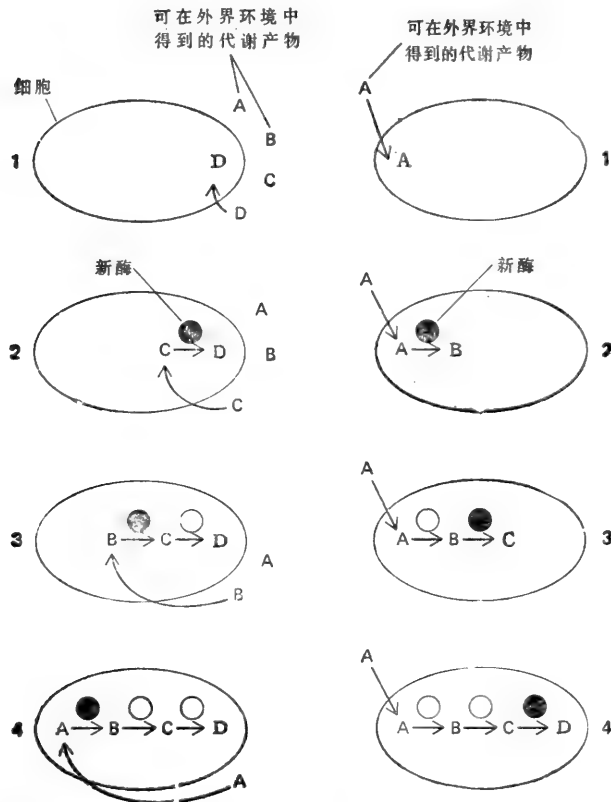 可在外界环境中
得到的代谢产物
细胞
A
B
1 D C
D
新酶
A
2 C → D B
C
3 B → C → D
A
B
4 A → B → C → D
A
可在外界环境中
得到的代谢产物
A
A 1
新酶
A
A → B 2
A
A → B → C 3
A
A → B → C → D 4